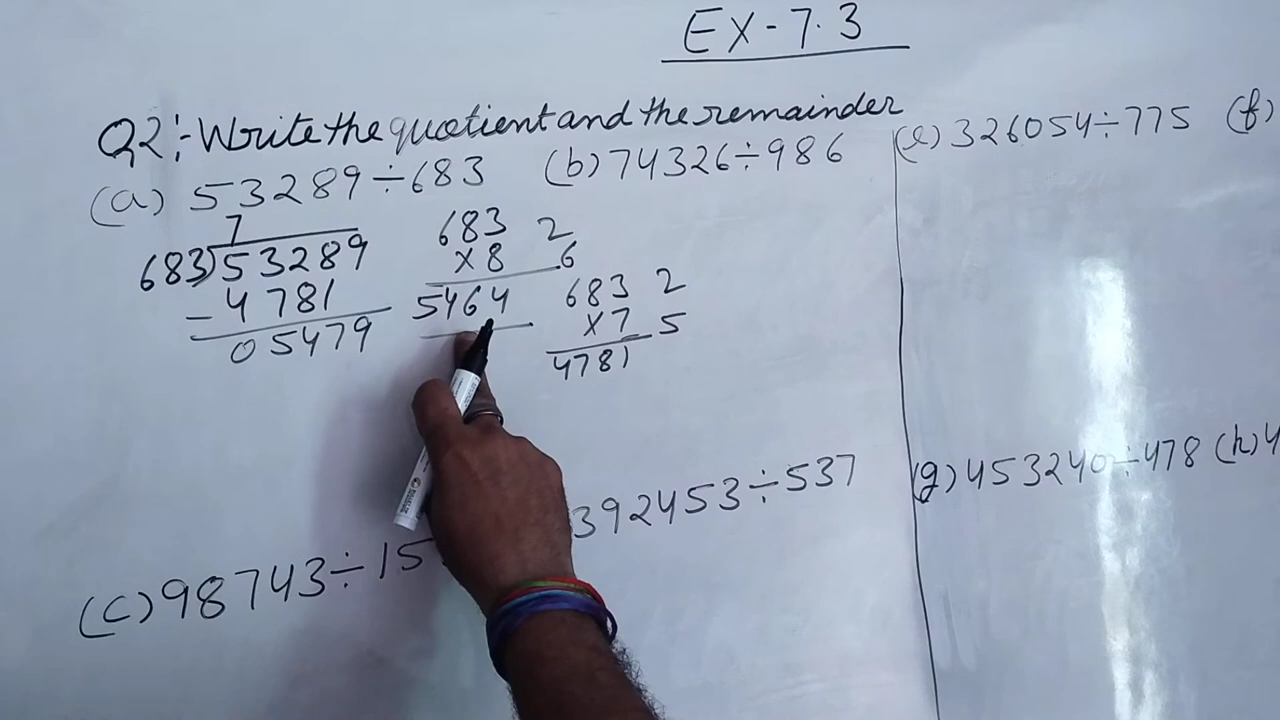 EX-7.3
Q2:- Write the quotient and the remainder
(a) 53289÷683 (b) 74326÷986
7
683)53289
- 4781
05479
683 2
x8 6
5464
683 2
x7 5
4781
(c) 98743÷15
392453÷537
(e) 326054÷775 (f)
(g) 453240÷478 (h) 4